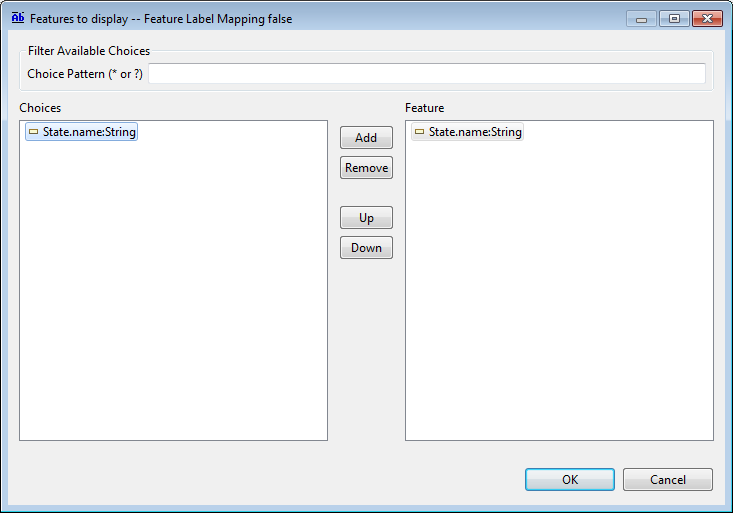 Features to display -- Feature Label Mapping false
Filter Available Choices
Choice Pattern (* or ?)
Choices
Feature
State.name:String
State.name:String
Add
Remove
Up
Down
OK
Cancel